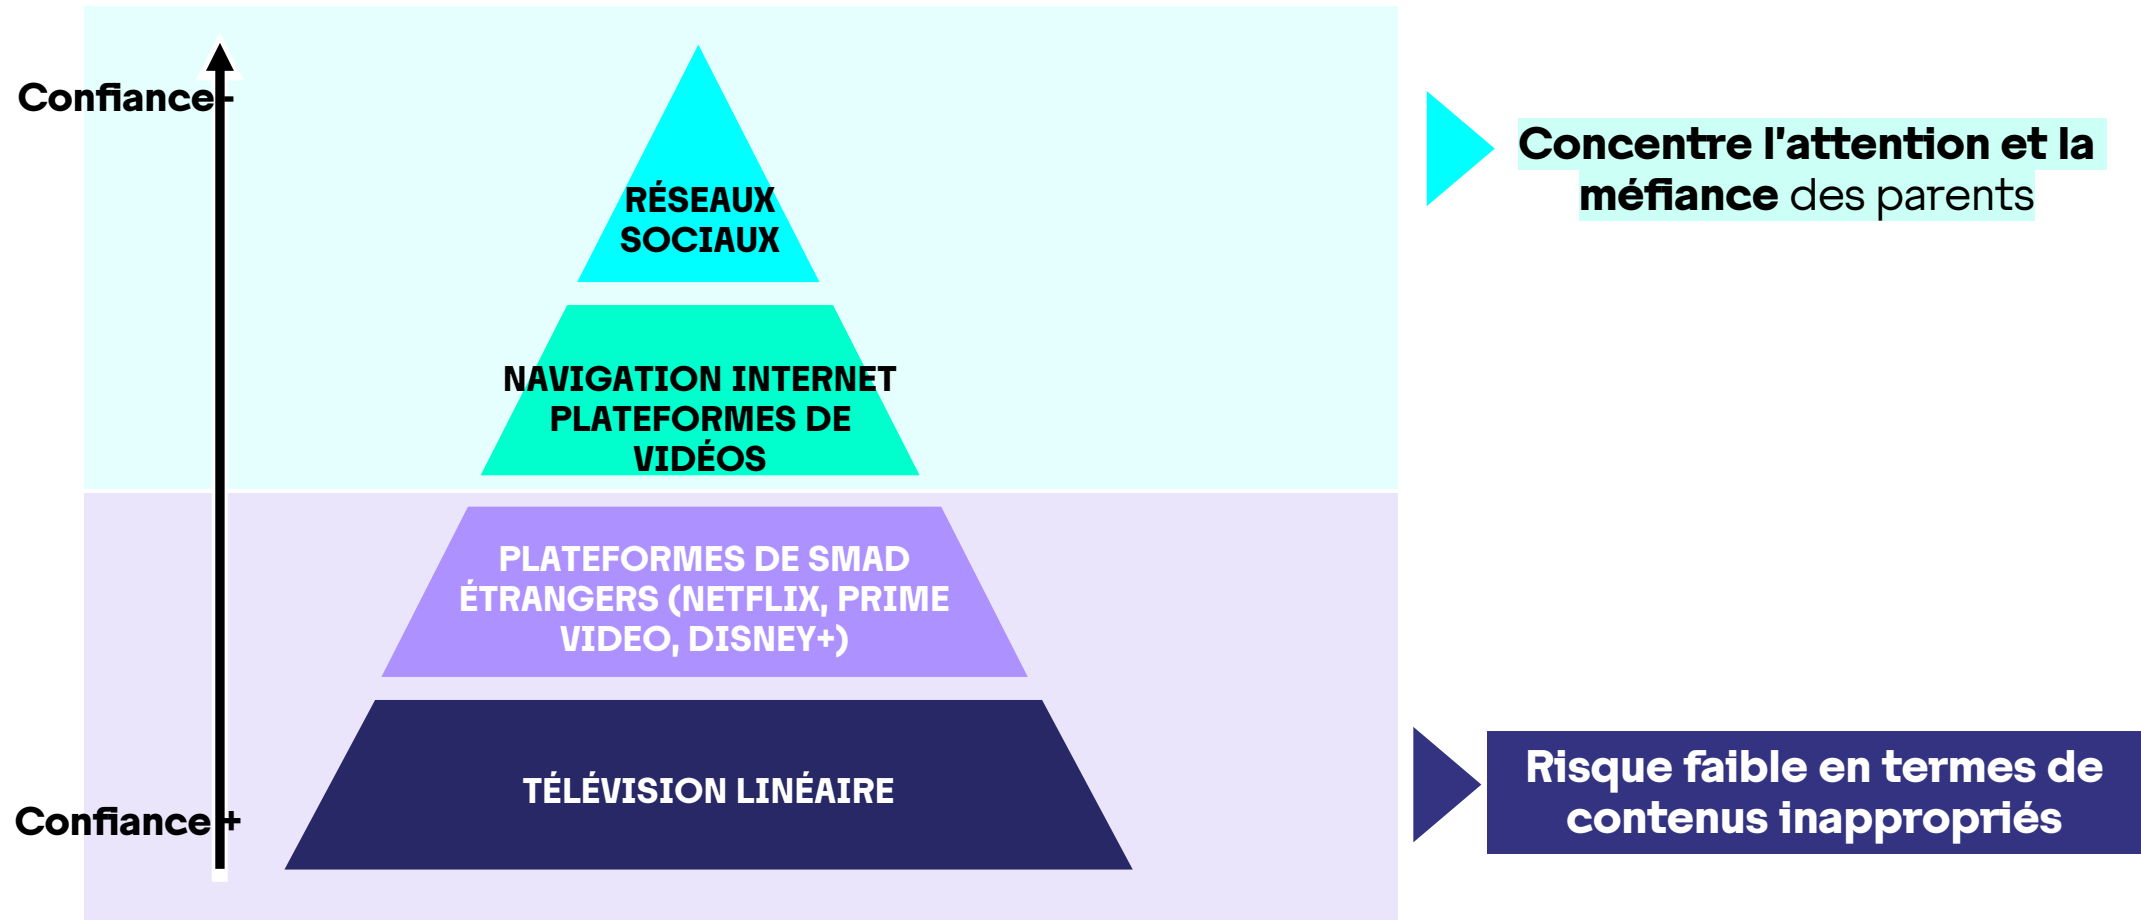 Confiance -
Concentre l'attention et la
méfiance des parents
RÉSEAUX
SOCIAUX
NAVIGATION INTERNET
PLATEFORMES DE
VIDÉOS
PLATEFORMES DE SMAD
ÉTRANGERS (NETFLIX, PRIME
VIDEO, DISNEY+)
TÉLÉVISION LINÉAIRE
Risque faible en termes de
contenus inappropriés
Confiance +